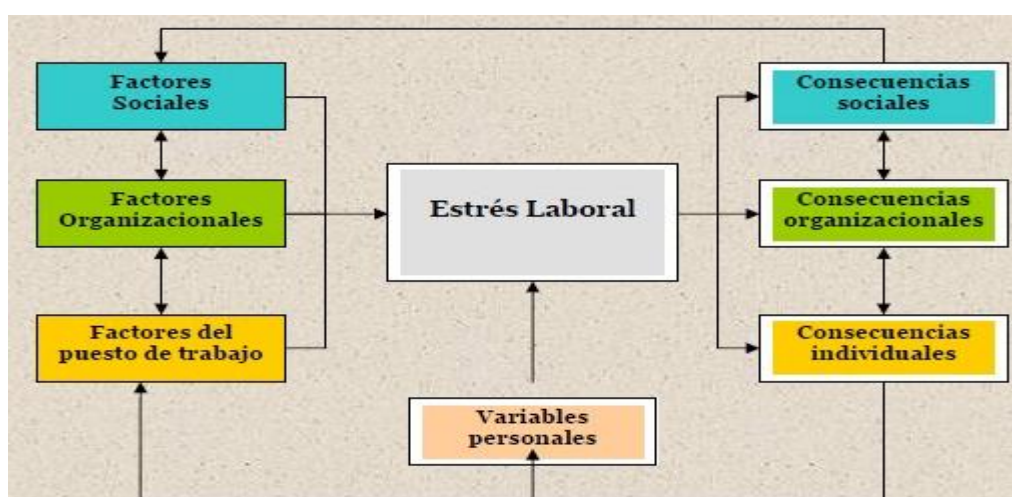 Factores
Sociales
Factores
Organizacionales
Factores del
puesto de trabajo
Estrés Laboral
Variables
personales
Consecuencias
sociales
Consecuencias
organizacionales
Consecuencias
individuales